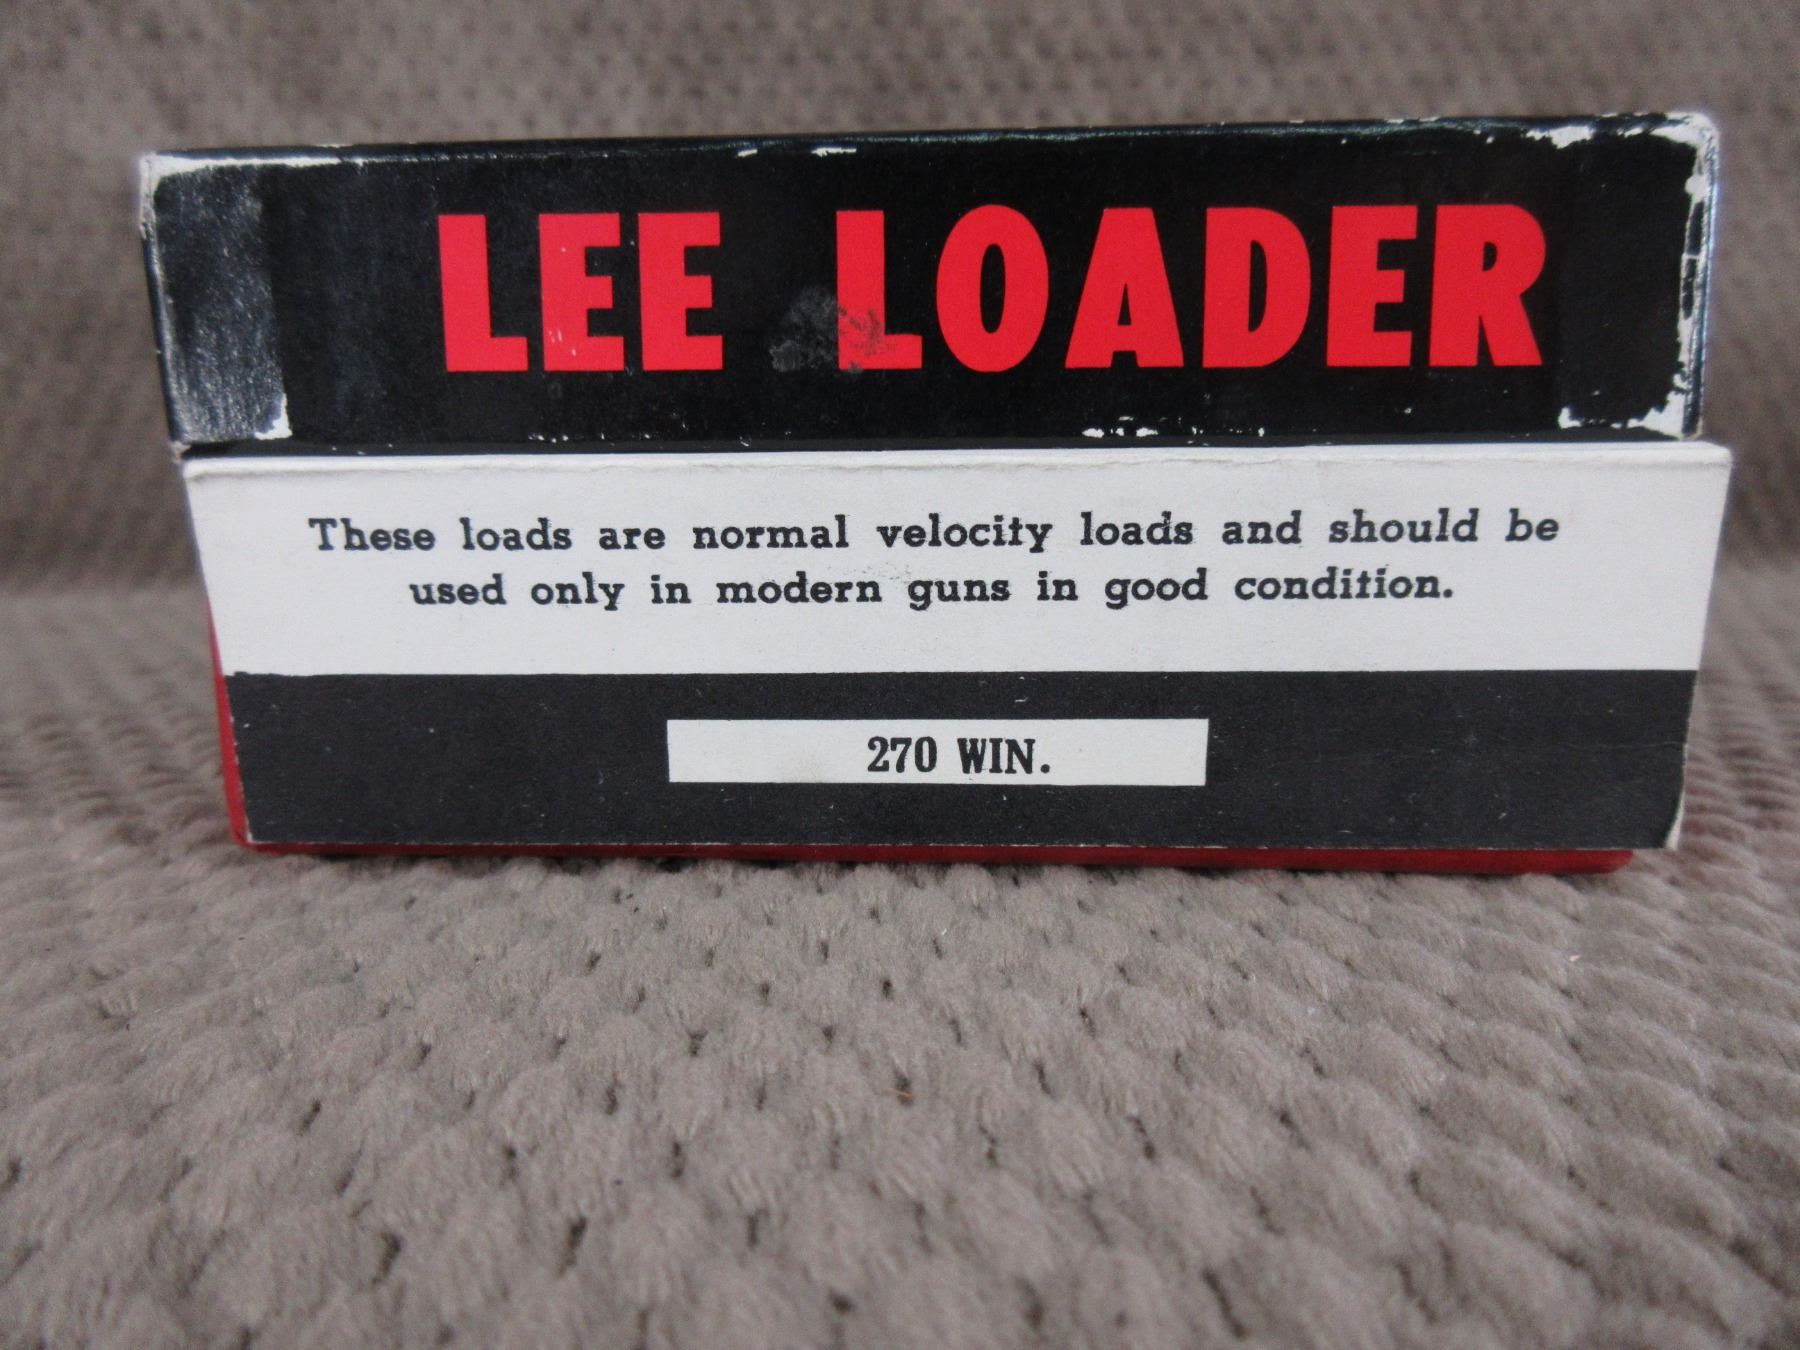 LEE LOADER
These loads are normal velocity loads and should be
used only in modern guns in good condition.
270 WIN.